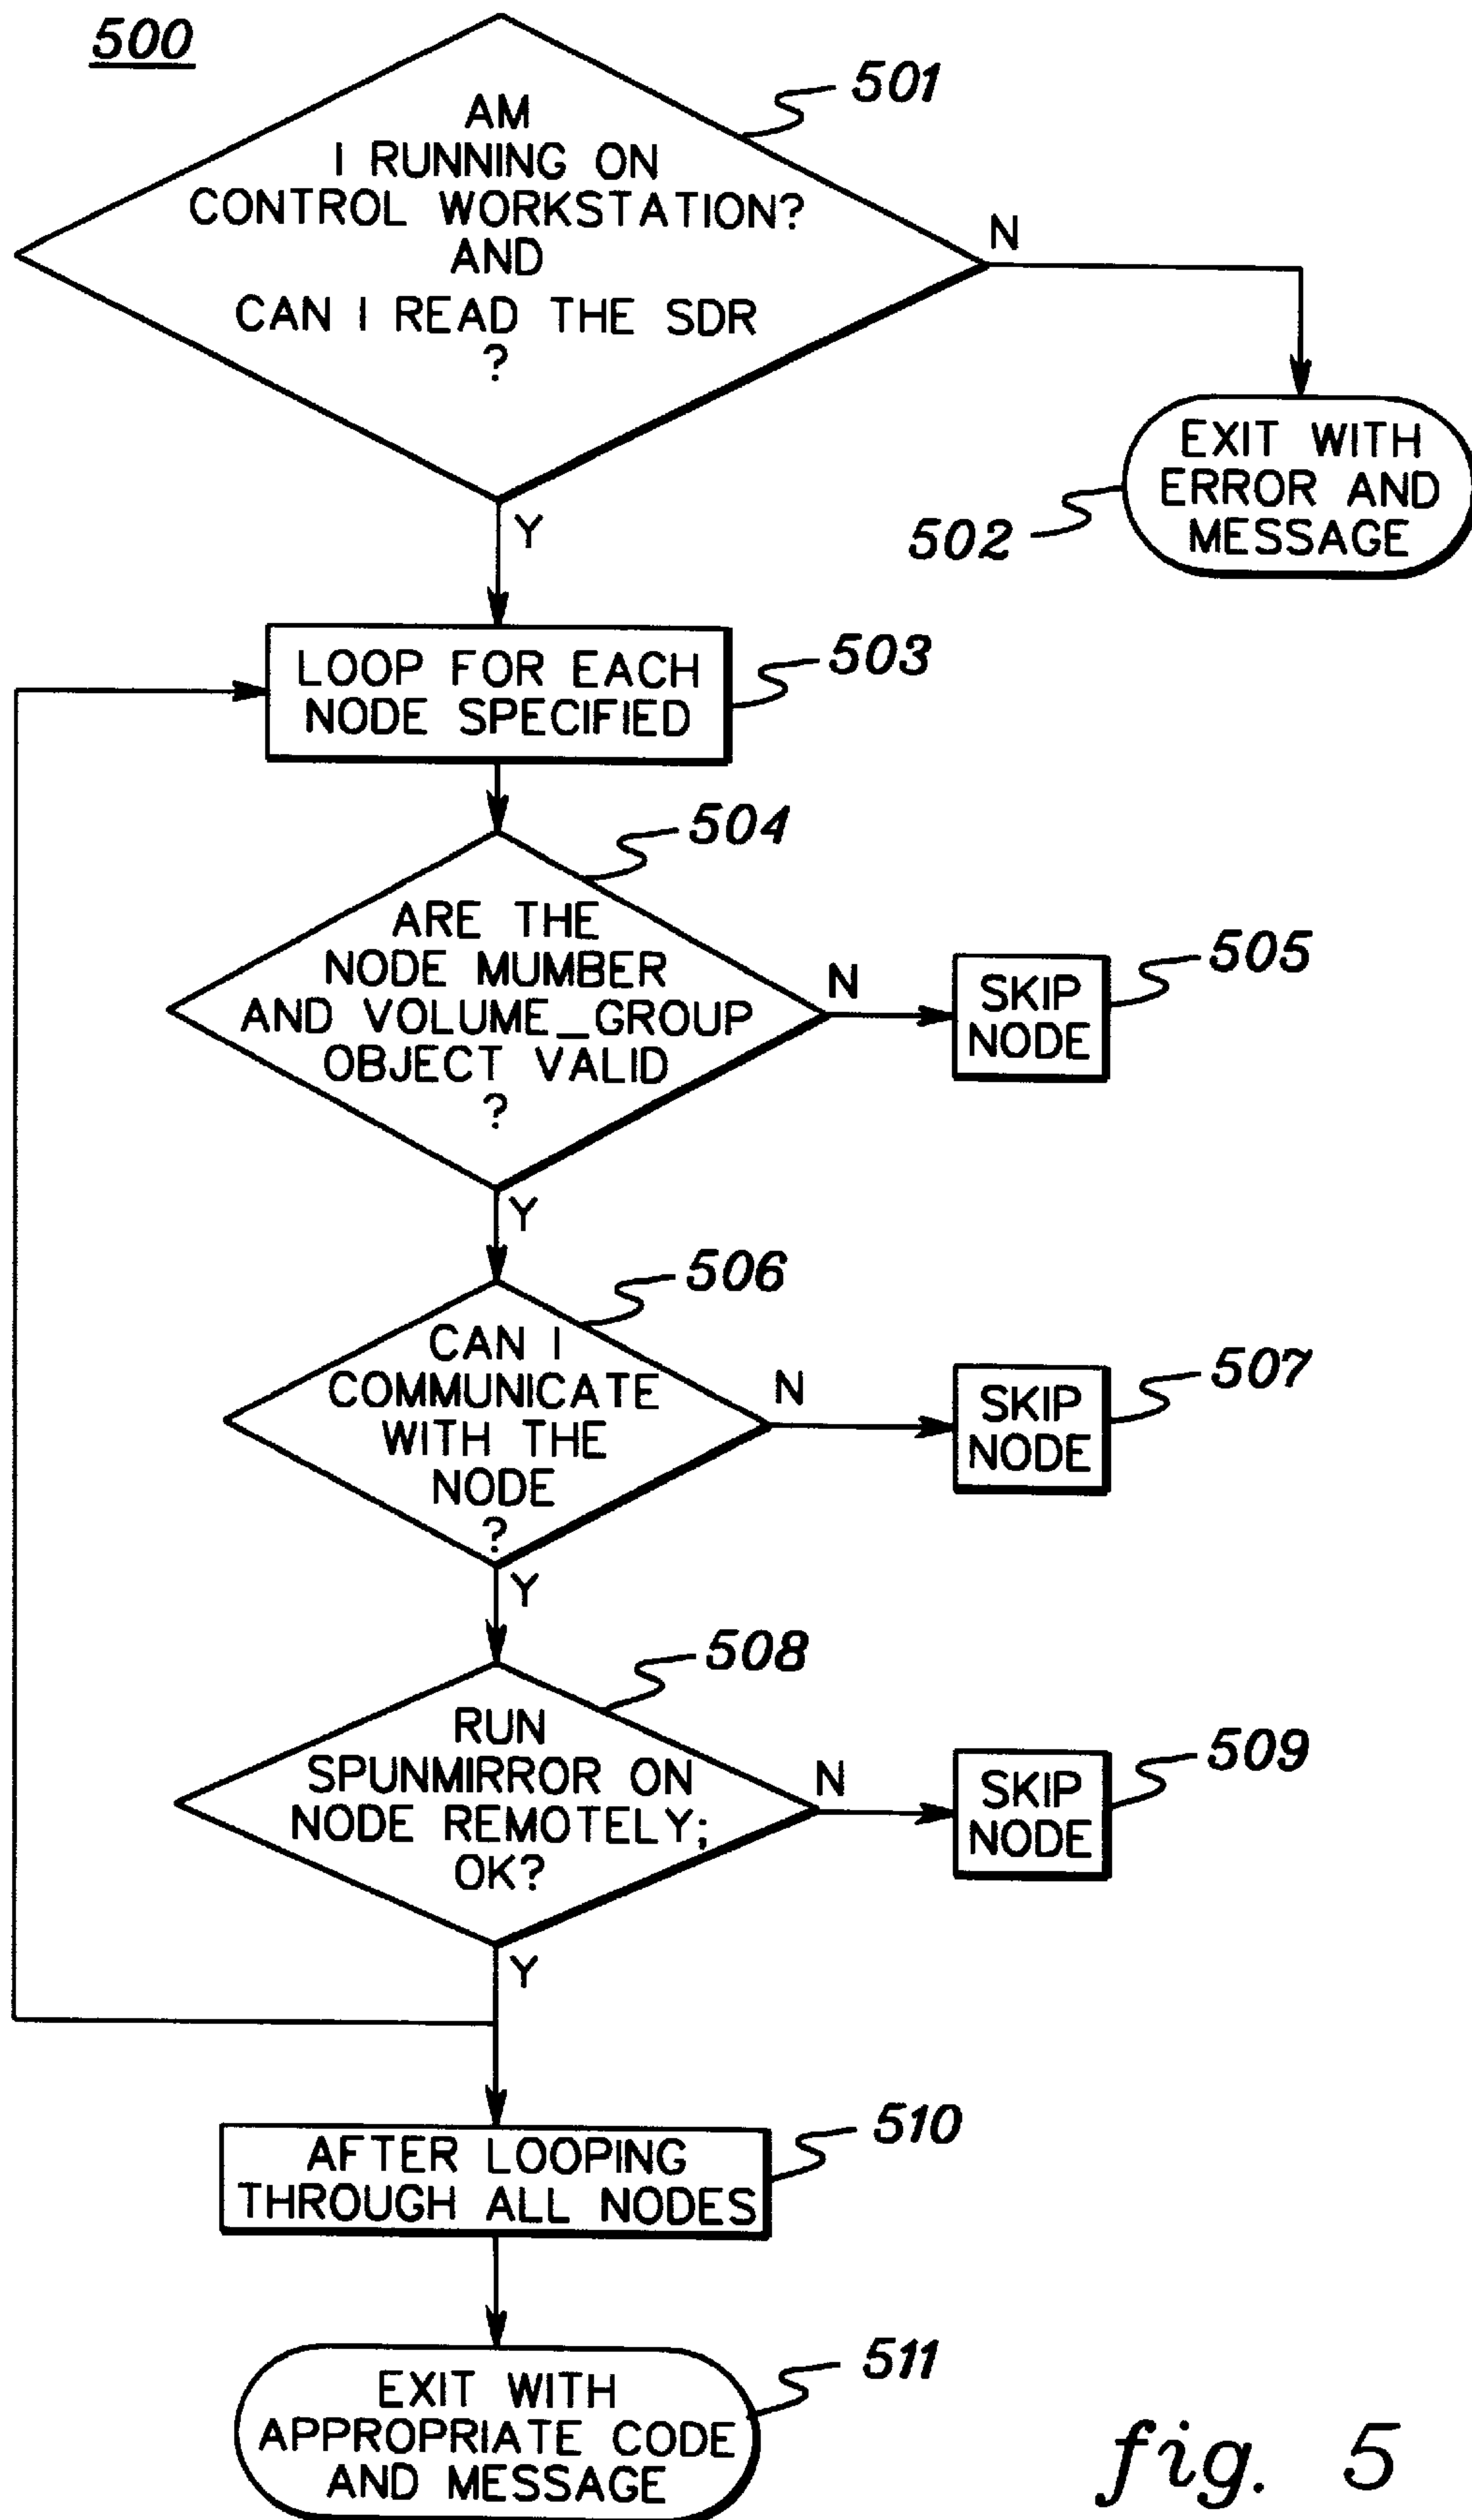 500
501
AM
I RUNNING ON
CONTROL WORKSTATION?
AND
CAN I READ THE SDR
?
N
Y
EXIT WITH
ERROR AND
MESSAGE
502
LOOP FOR EACH
NODE SPECIFIED
503
504
ARE THE
NODE MUMBER
AND VOLUME_GROUP
OBJECT VALID
?
N
Y
SKIP
NODE
505
506
CAN I
COMMUNICATE
WITH THE
NODE
?
N
Y
SKIP
NODE
507
508
RUN
SPUNMIRROR ON
NODE REMOTELY;
OK?
N
Y
SKIP
NODE
509
AFTER LOOPING
THROUGH ALL NODES
510
EXIT WITH
APPROPRIATE CODE
AND MESSAGE
511
fig. 5